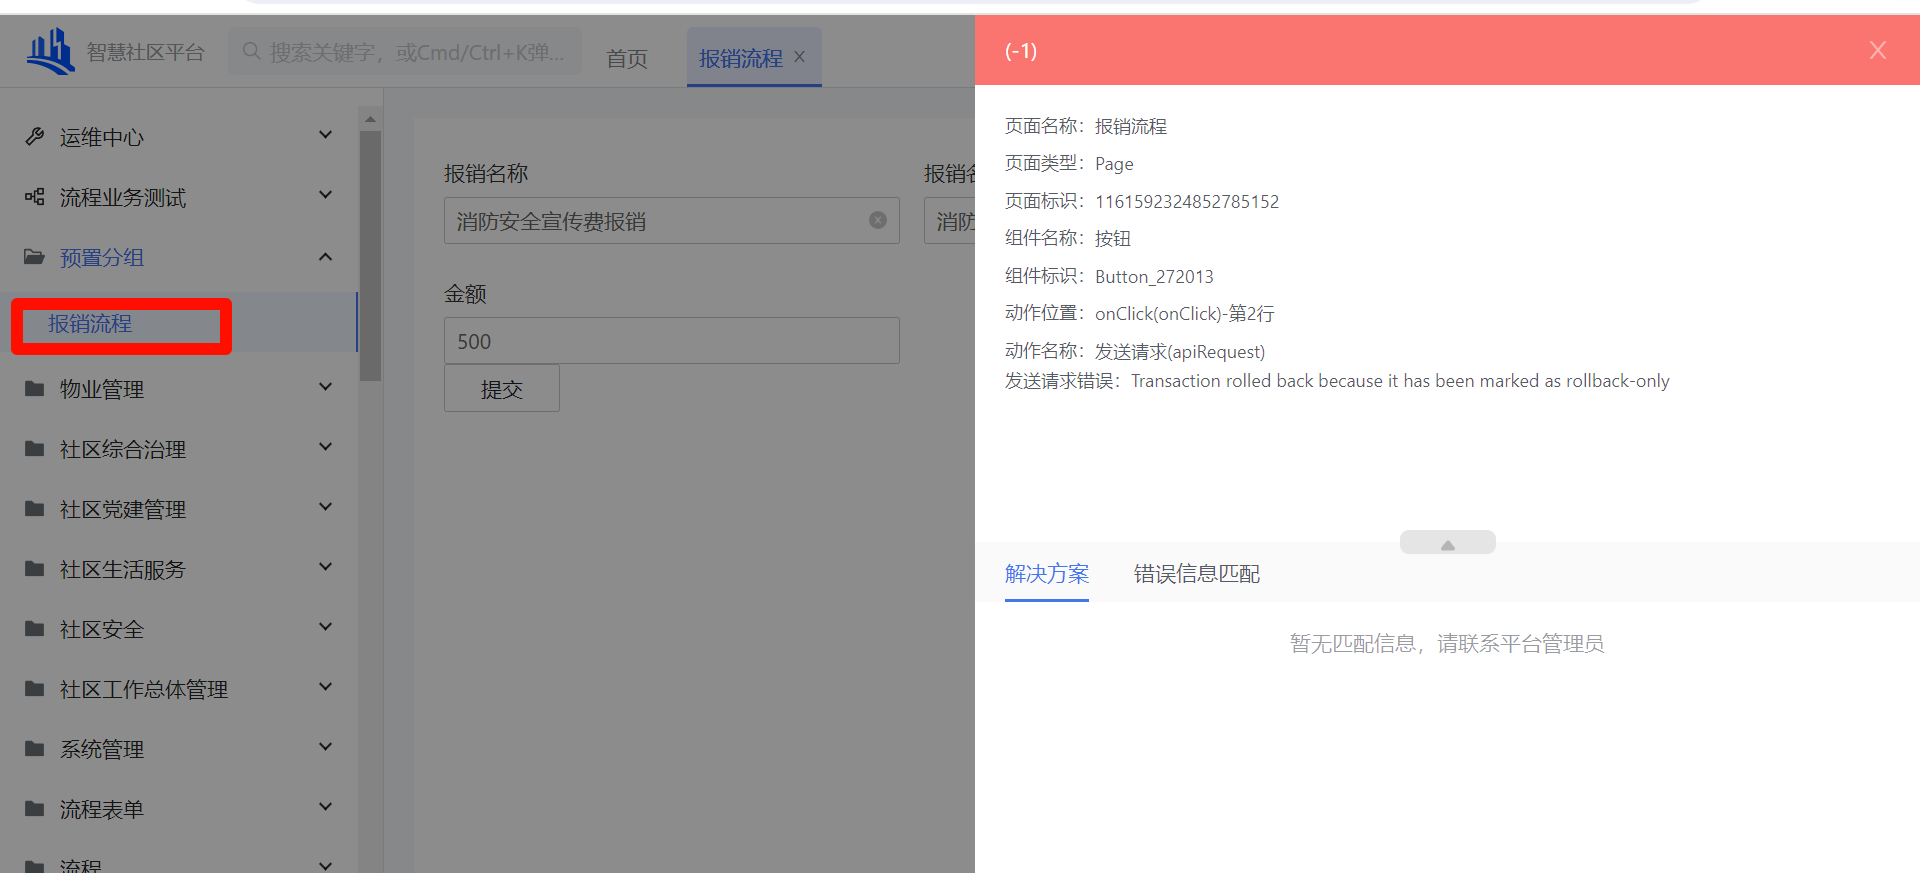 智慧社区平台
搜索关键字，或Cmd/Ctrl+K弹...
首页
报销流程
运维中心
流程业务测试
预置分组
报销流程
物业管理
社区综合治理
社区党建管理
社区生活服务
社区安全
社区工作总体管理
系统管理
流程表单
流程
报销名称
消防安全宣传费报销
报销名
消防
金额
500
提交
(-1)
页面名称：报销流程
页面类型：Page
页面标识：1161592324852785152
组件名称：按钮
组件标识：Button_272013
动作位置：onClick(onClick)-第2行
动作名称：发送请求(apiRequest)
发送请求错误：Transaction rolled back because it has been marked as rollback-only
解决方案
错误信息匹配
暂无匹配信息，请联系平台管理员